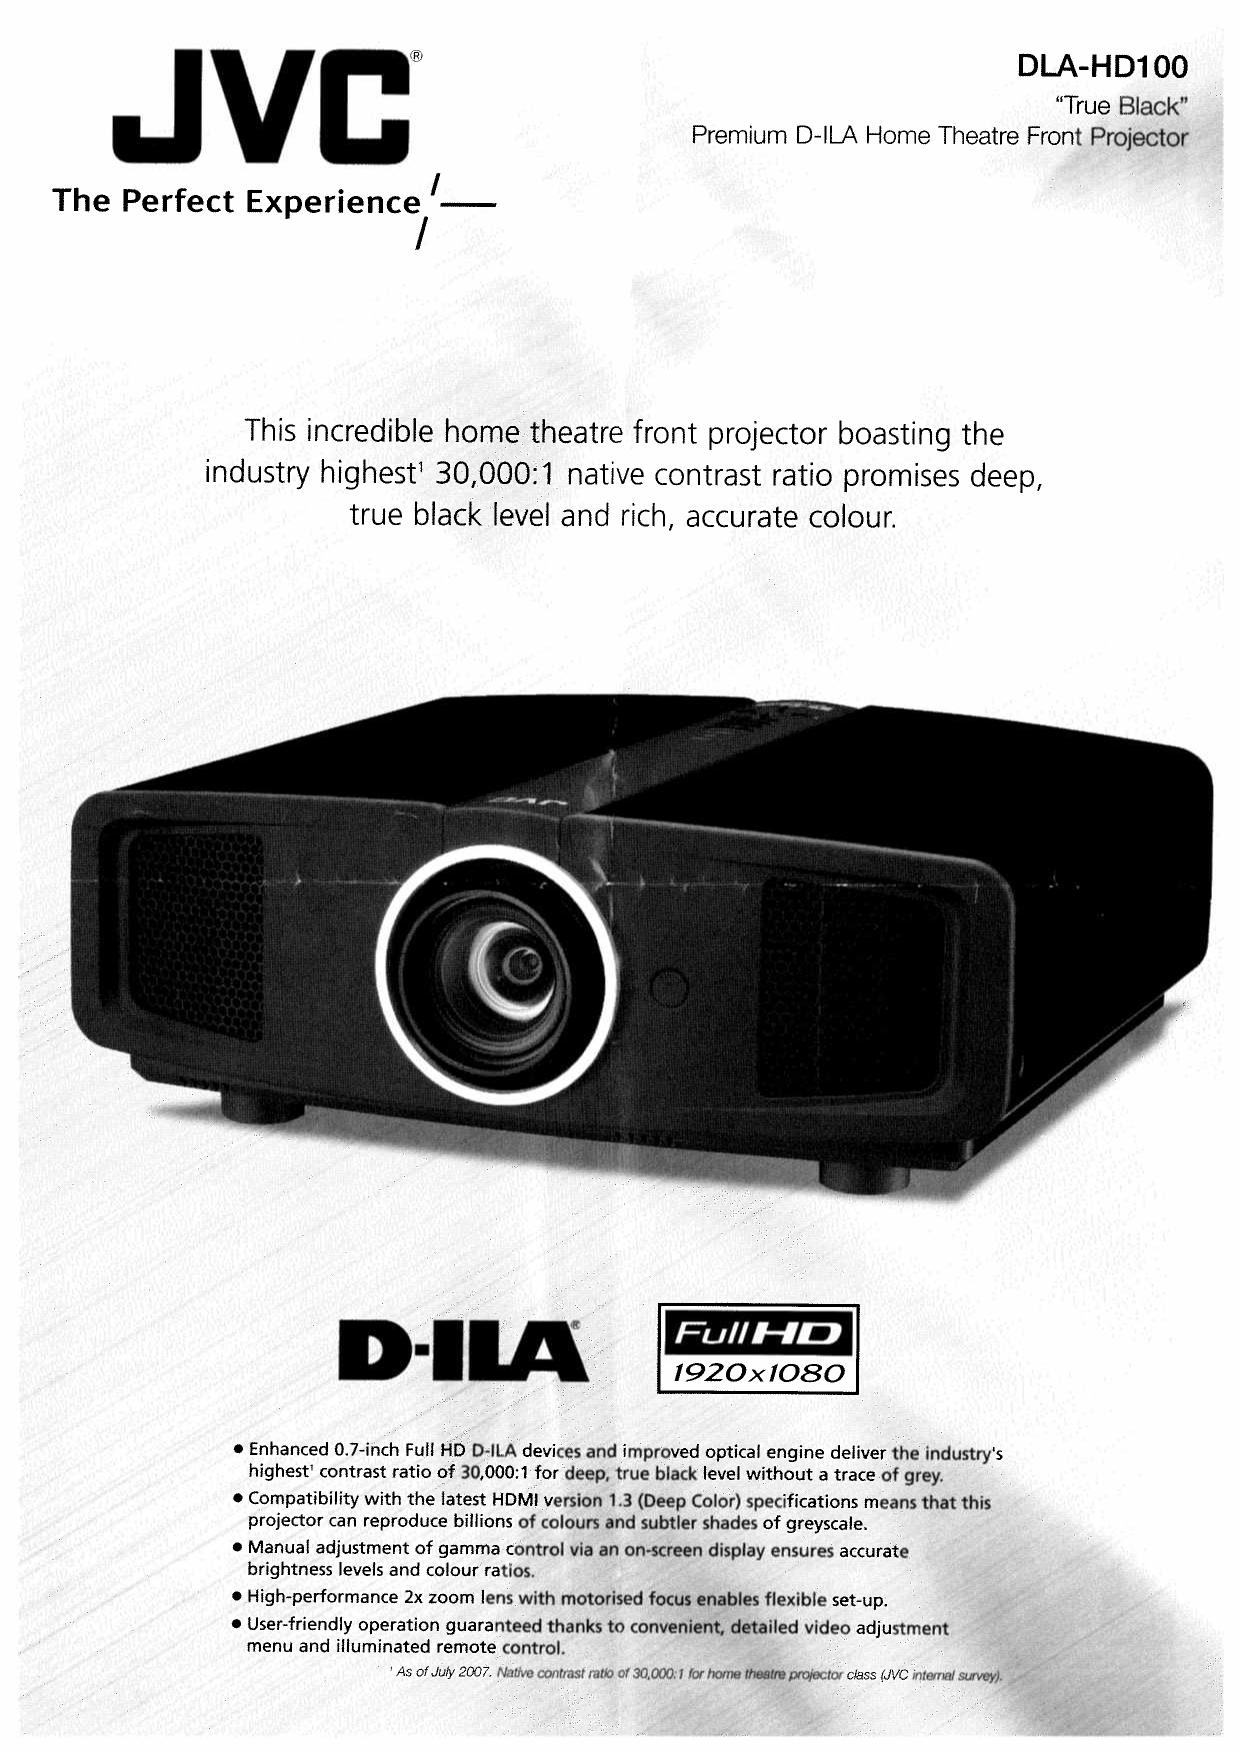 JVC®
The Perfect Experience
DLA-HD100
“True Black”
Premium D-ILA Home Theatre Front Projector
This incredible home theatre front projector boasting the
industry highest¹ 30,000:1 native contrast ratio promises deep,
true black level and rich, accurate colour.
JVC
D-ILA®
Full HD
1920x1080
• Enhanced 0.7-inch Full HD D-ILA devices and improved optical engine deliver the industry's
highest¹ contrast ratio of 30,000:1 for deep, true black level without a trace of grey.
• Compatibility with the latest HDMI version 1.3 (Deep Color) specifications means that this
projector can reproduce billions of colours and subtler shades of greyscale.
• Manual adjustment of gamma control via an on-screen display ensures accurate
brightness levels and colour ratios.
• High-performance 2x zoom lens with motorised focus enables flexible set-up.
• User-friendly operation guaranteed thanks to convenient, detailed video adjustment
menu and illuminated remote control.
¹ As of July 2007. Native contrast ratio of 30,000:1 for home theatre projector class (JVC internal survey).